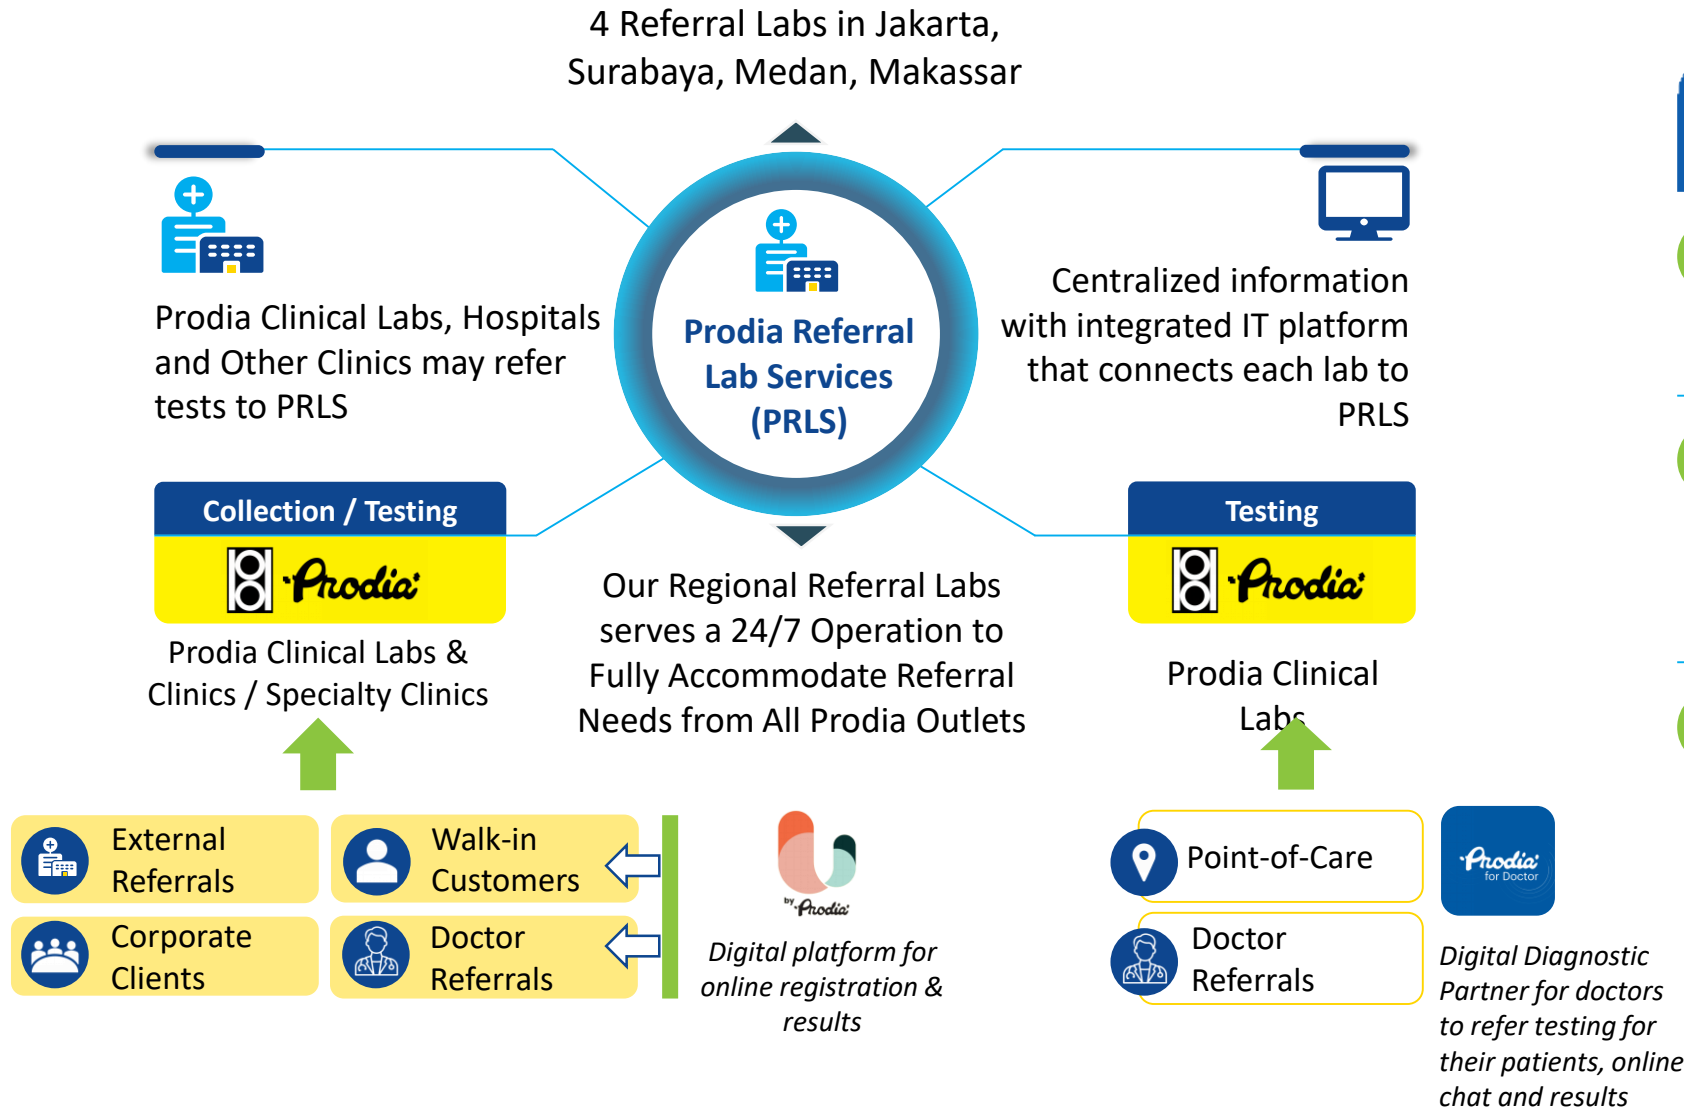 4 Referral Labs in Jakarta,
Surabaya, Medan, Makassar
Prodia Clinical Labs, Hospitals
and Other Clinics may refer
tests to PRLS
Prodia Referral
Lab Services
(PRLS)
Centralized information
with integrated IT platform
that connects each lab to
PRLS
Collection / Testing
Prodia
Prodia Clinical Labs &
Clinics / Specialty Clinics
Our Regional Referral Labs
serves a 24/7 Operation to
Fully Accommodate Referral
Needs from All Prodia Outlets
Testing
Prodia
Prodia Clinical
Labs
External
Referrals
Walk-in
Customers
Corporate
Clients
Doctor
Referrals
by Prodia
Digital platform for
online registration &
results
Point-of-Care
Doctor
Referrals
Prodia
for Doctor
Digital Diagnostic
Partner for doctors
to refer testing for
their patients, online
chat and results